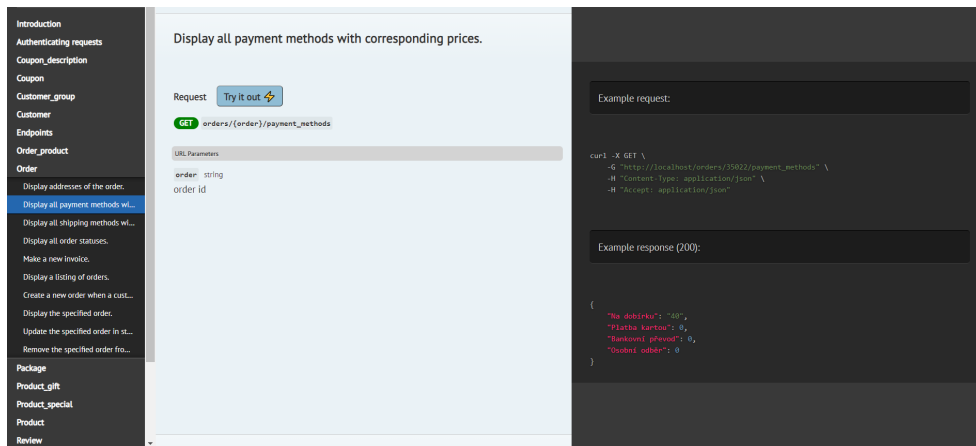 Introduction
Authenticating requests
Coupon_description
Coupon
Customer_group
Customer
Endpoints
Order_product
Order
Display addresses of the order.
Display all payment methods wi...
Display all shipping methods wi...
Display all order statuses.
Make a new invoice.
Display a listing of orders.
Create a new order when a cust...
Display the specified order.
Update the specified order in st...
Remove the specified order fro...
Package
Product_gift
Product_special
Product
Review
Display all payment methods with corresponding prices.
Request Try it out ⚡
GET orders/{order}/payment_methods
URL Parameters
order string
order id
Example request:
curl -X GET \
-G "http://localhost/orders/35022/payment_methods" \
-H "Content-Type: application/json" \
-H "Accept: application/json"
Example response (200):
{
"Na dobírku": "40",
"Platba kartou": 0,
"Bankovní převod": 0,
"Osobní odběr": 0
}